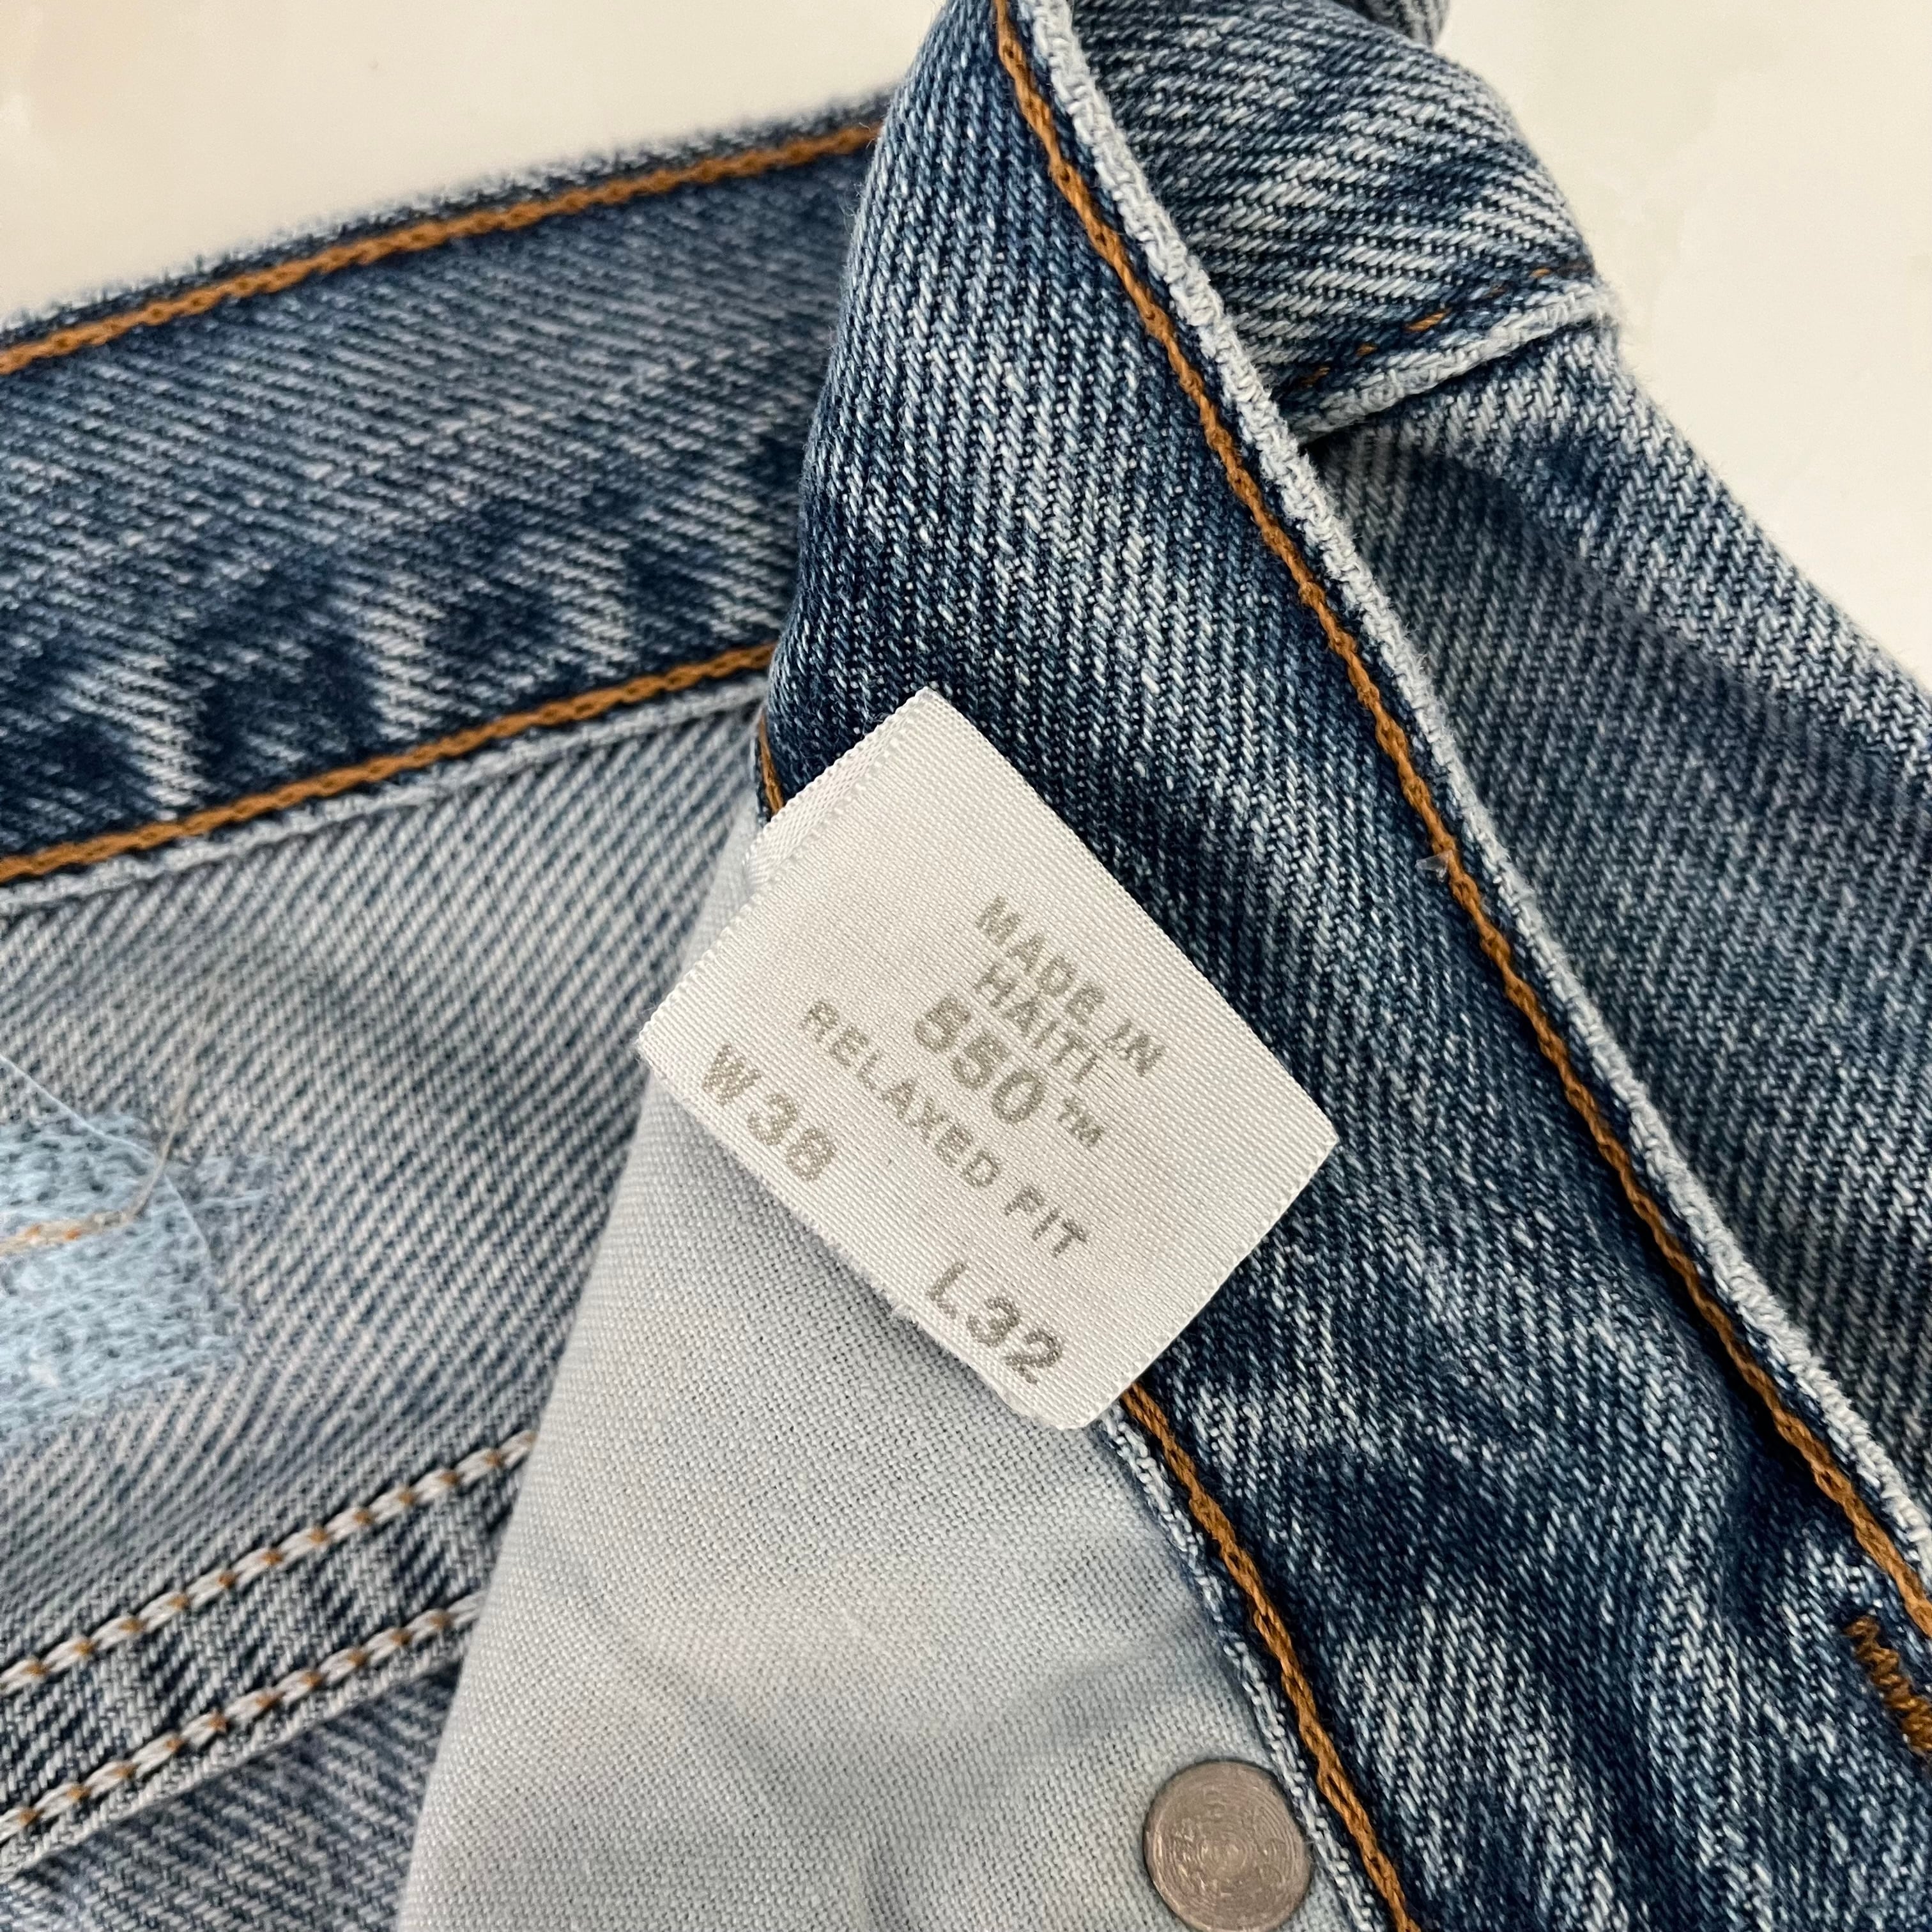 MADE IN
HAITI
550™
RELAXED FIT
W38 L32